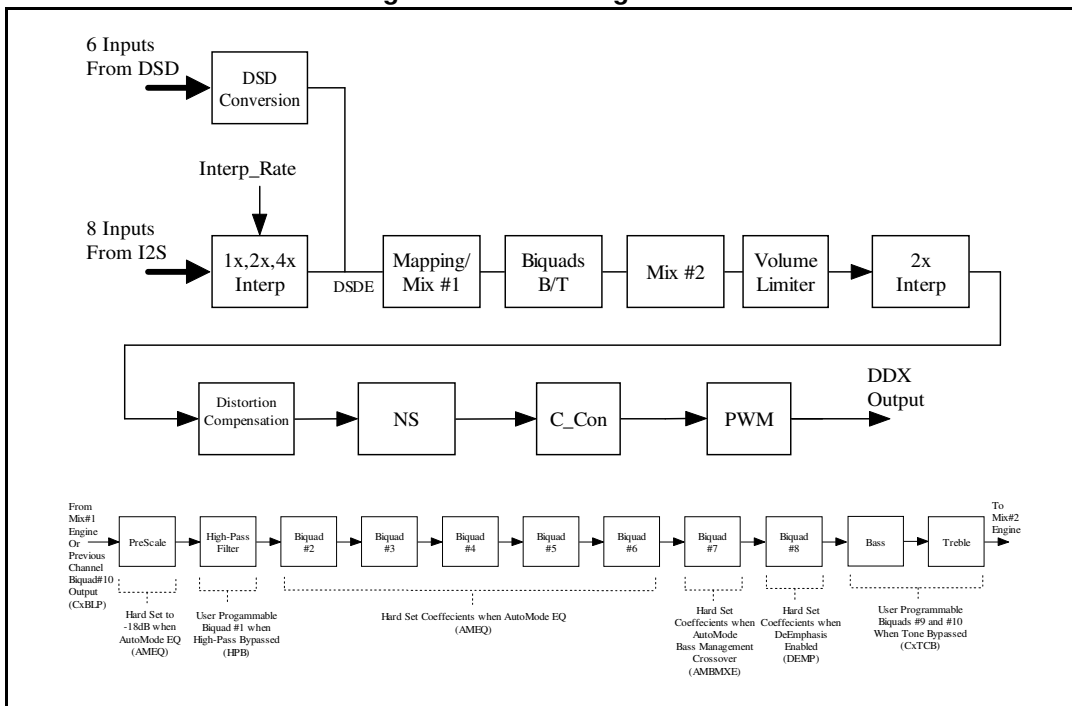 6 Inputs
From DSD
DSD
Conversion
Interp_Rate
8 Inputs
From I2S
1x,2x,4x
Interp
DSDE
Mapping/
Mix #1
Biquads
B/T
Mix #2
Volume
Limiter
2x
Interp
Distortion
Compensation
NS
C_Con
PWM
DDX
Output
From
Mix#1
Engine
Or
Previous
Channel
Biquad#10
Output
(CxBLP)
PreScale
High-Pass
Filter
Biquad
#2
Biquad
#3
Biquad
#4
Biquad
#5
Biquad
#6
Biquad
#7
Biquad
#8
Bass
Treble
To
Mix#2
Engine
Hard Set to
-18dB when
AutoMode EQ
(AMEQ)
User Progammable
Biquad #1 when
High-Pass Bypassed
(HPB)
Hard Set Coeffecients when AutoMode EQ
(AMEQ)
Hard Set
Coeffecients when
AutoMode
Bass Management
Crossover
(AMBMXE)
Hard Set
Coeffecients when
DeEmphasis
Enabled
(DEMP)
User Programmable
Biquads #9 and #10
When Tone Bypassed
(CxTCB)